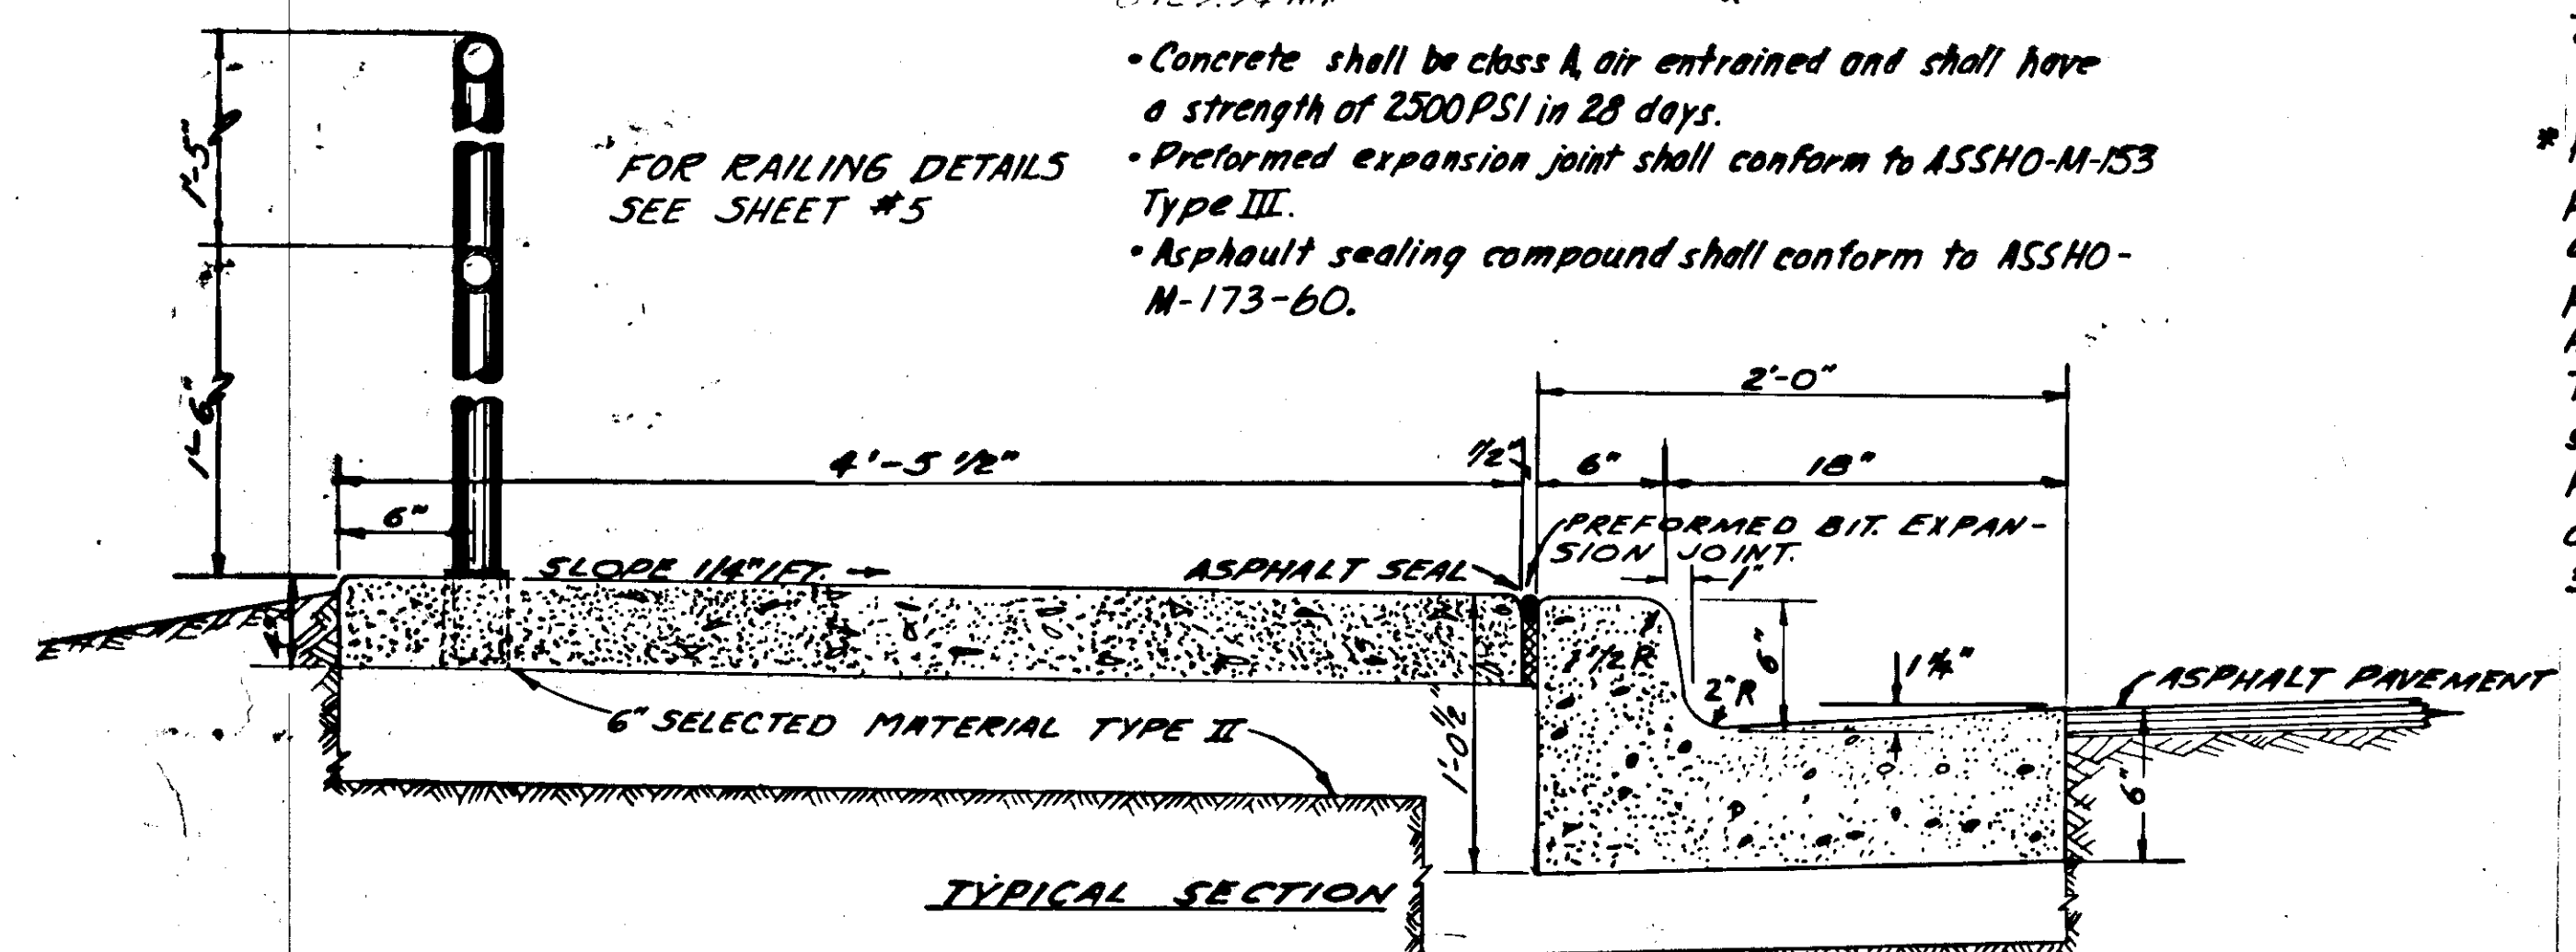 • Concrete shall be class A, air entrained and shall have
a strength of 2500 PSI in 28 days.
• Preformed expansion joint shall conform to ASSHO-M-153
Type III.
• Asphault sealing compound shall conform to ASSHO-
M-173-60.
FOR RAILING DETAILS
SEE SHEET #5
*
1'-5"
1'-6"
2'-0"
4'-5 1/2"
1/2"
6"
18"
6"
PREFORMED BIT. EXPAN-
SION JOINT.
SLOPE 1/4"/FT. →
ASPHALT SEAL
1"
6"
1 1/2 R
2" R
1 1/4"
ASPHALT PAVEMENT
6" SELECTED MATERIAL TYPE II
1'-0 1/2"
6"
TYPICAL SECTION